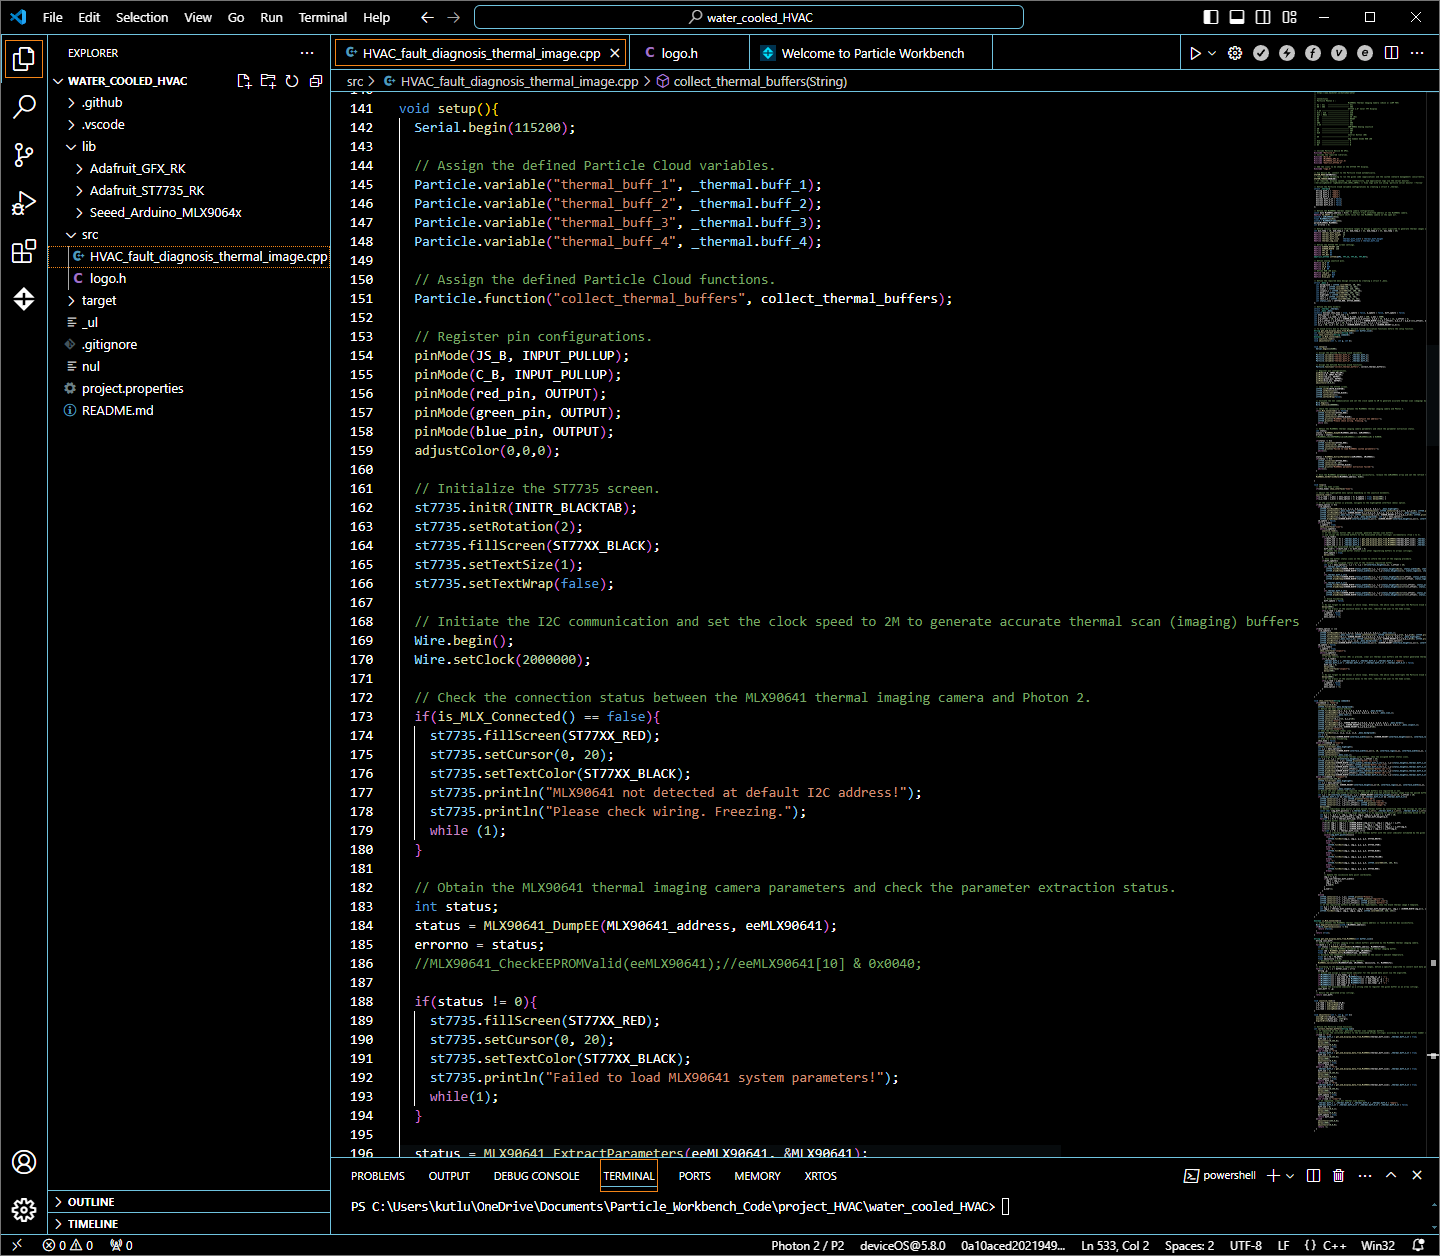 File Edit Selection View Go Run Terminal Help
water_cooled_HVAC
EXPLORER
WATER_COOLED_HVAC
.github
.vscode
lib
Adafruit_GFX_RK
Adafruit_ST7735_RK
Seeed_Arduino_MLX9064x
src
HVAC_fault_diagnosis_thermal_image.cpp
logo.h
target
_ul
.gitignore
nul
project.properties
README.md
OUTLINE
TIMELINE
HVAC_fault_diagnosis_thermal_image.cpp
logo.h
Welcome to Particle Workbench
src > HVAC_fault_diagnosis_thermal_image.cpp > collect_thermal_buffers(String)
141 void setup(){
142 Serial.begin(115200);
143
144 // Assign the defined Particle Cloud variables.
145 Particle.variable("thermal_buff_1", _thermal.buff_1);
146 Particle.variable("thermal_buff_2", _thermal.buff_2);
147 Particle.variable("thermal_buff_3", _thermal.buff_3);
148 Particle.variable("thermal_buff_4", _thermal.buff_4);
149
150 // Assign the defined Particle Cloud functions.
151 Particle.function("collect_thermal_buffers", collect_thermal_buffers);
152
153 // Register pin configurations.
154 pinMode(JS_B, INPUT_PULLUP);
155 pinMode(C_B, INPUT_PULLUP);
156 pinMode(red_pin, OUTPUT);
157 pinMode(green_pin, OUTPUT);
158 pinMode(blue_pin, OUTPUT);
159 adjustColor(0,0,0);
160
161 // Initialize the ST7735 screen.
162 st7735.initR(INITR_BLACKTAB);
163 st7735.setRotation(2);
164 st7735.fillScreen(ST77XX_BLACK);
165 st7735.setTextSize(1);
166 st7735.setTextWrap(false);
167
168 // Initiate the I2C communication and set the clock speed to 2M to generate accurate thermal scan (imaging) buffers
169 Wire.begin();
170 Wire.setClock(2000000);
171
172 // Check the connection status between the MLX90641 thermal imaging camera and Photon 2.
173 if(is_MLX_Connected() == false){
174 st7735.fillScreen(ST77XX_RED);
175 st7735.setCursor(0, 20);
176 st7735.setTextColor(ST77XX_BLACK);
177 st7735.println("MLX90641 not detected at default I2C address!");
178 st7735.println("Please check wiring. Freezing.");
179 while (1);
180 }
181
182 // Obtain the MLX90641 thermal imaging camera parameters and check the parameter extraction status.
183 int status;
184 status = MLX90641_DumpEE(MLX90641_address, eeMLX90641);
185 errorno = status;
186 //MLX90641_CheckEEPROMValid(eeMLX90641);//eeMLX90641[10] & 0x0040;
187
188 if(status != 0){
189 st7735.fillScreen(ST77XX_RED);
190 st7735.setCursor(0, 20);
191 st7735.setTextColor(ST77XX_BLACK);
192 st7735.println("Failed to load MLX90641 system parameters!");
193 while(1);
194 }
195
196 status = MLX90641_ExtractParameters(eeMLX90641, &MLX90641);
PROBLEMS OUTPUT DEBUG CONSOLE TERMINAL PORTS MEMORY XRTOS
powershell
PS C:\Users\kutlu\OneDrive\Documents\Particle_Workbench_Code\project_HVAC\water_cooled_HVAC>
0 0 0 Photon 2 / P2 deviceOS@5.8.0 0a10aced2021949... Ln 533, Col 2 Spaces: 2 UTF-8 LF {} C++ Win32